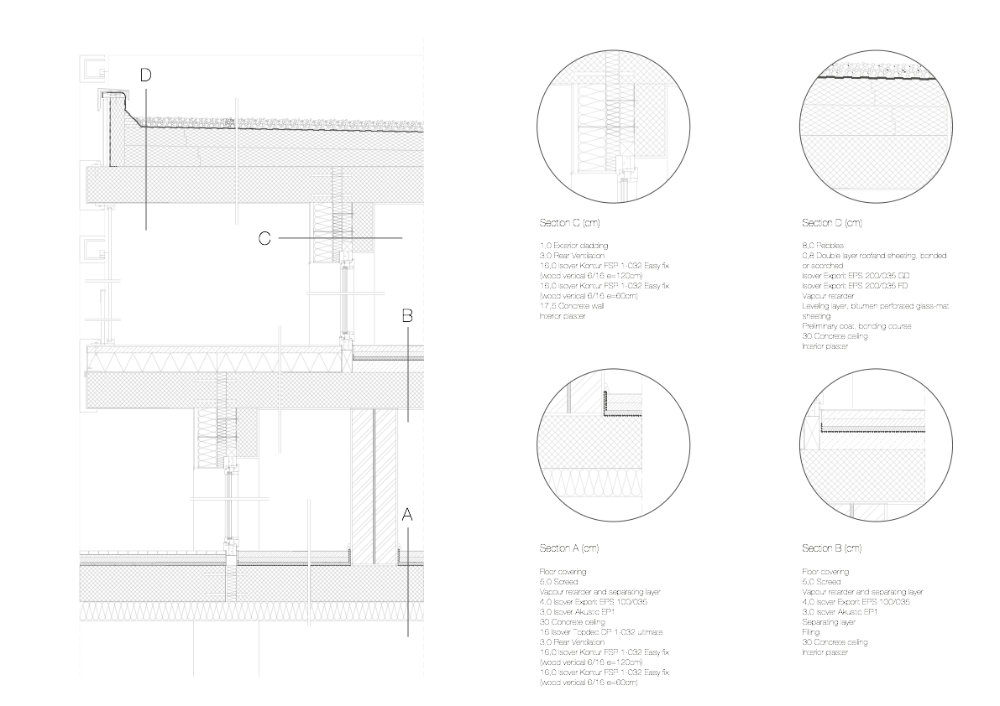 D
C
B
A
Section C (cm)
1,0 Exterior cladding
3,0 Rear Ventilation
16,0 Isover Kontur FSP 1-032 Easy fix
(wood vertical 6/16 e=120cm)
16,0 Isover Kontur FSP 1-032 Easy fix
(wood vertical 6/16 e=60cm)
17,5 Concrete wall
Interior plaster
Section D (cm)
8,0 Pebbles
0,8 Double layer roofand sheeting, bonded
or scorched
Isover Exporit EPS 200/035 GD
Isover Exporit EPS 200/035 FD
Vapour retarder
Leveling layer, bitumen perforated glass-mat
sheeting
Preliminary coat, bonding course
30 Concrete ceiling
Interior plaster
Section A (cm)
Floor covering
5,0 Screed
Vapour retarder and separating layer
4,0 Isover Exporit EPS 100/035
3,0 Isover Akustic EP1
30 Concrete ceiling
16 Isover Topdec DP 1-032 ultimate
3,0 Rear Ventilation
16,0 Isover Kontur FSP 1-032 Easy fix
(wood vertical 6/16 e=120cm)
16,0 Isover Kontur FSP 1-032 Easy fix
(wood vertical 6/16 e=60cm)
Section B (cm)
Floor covering
5,0 Screed
Vapour retarder and separating layer
4,0 Isover Exporit EPS 100/035
3,0 Isover Akustic EP1
Separating layer
Filling
30 Concrete ceiling
Interior plaster